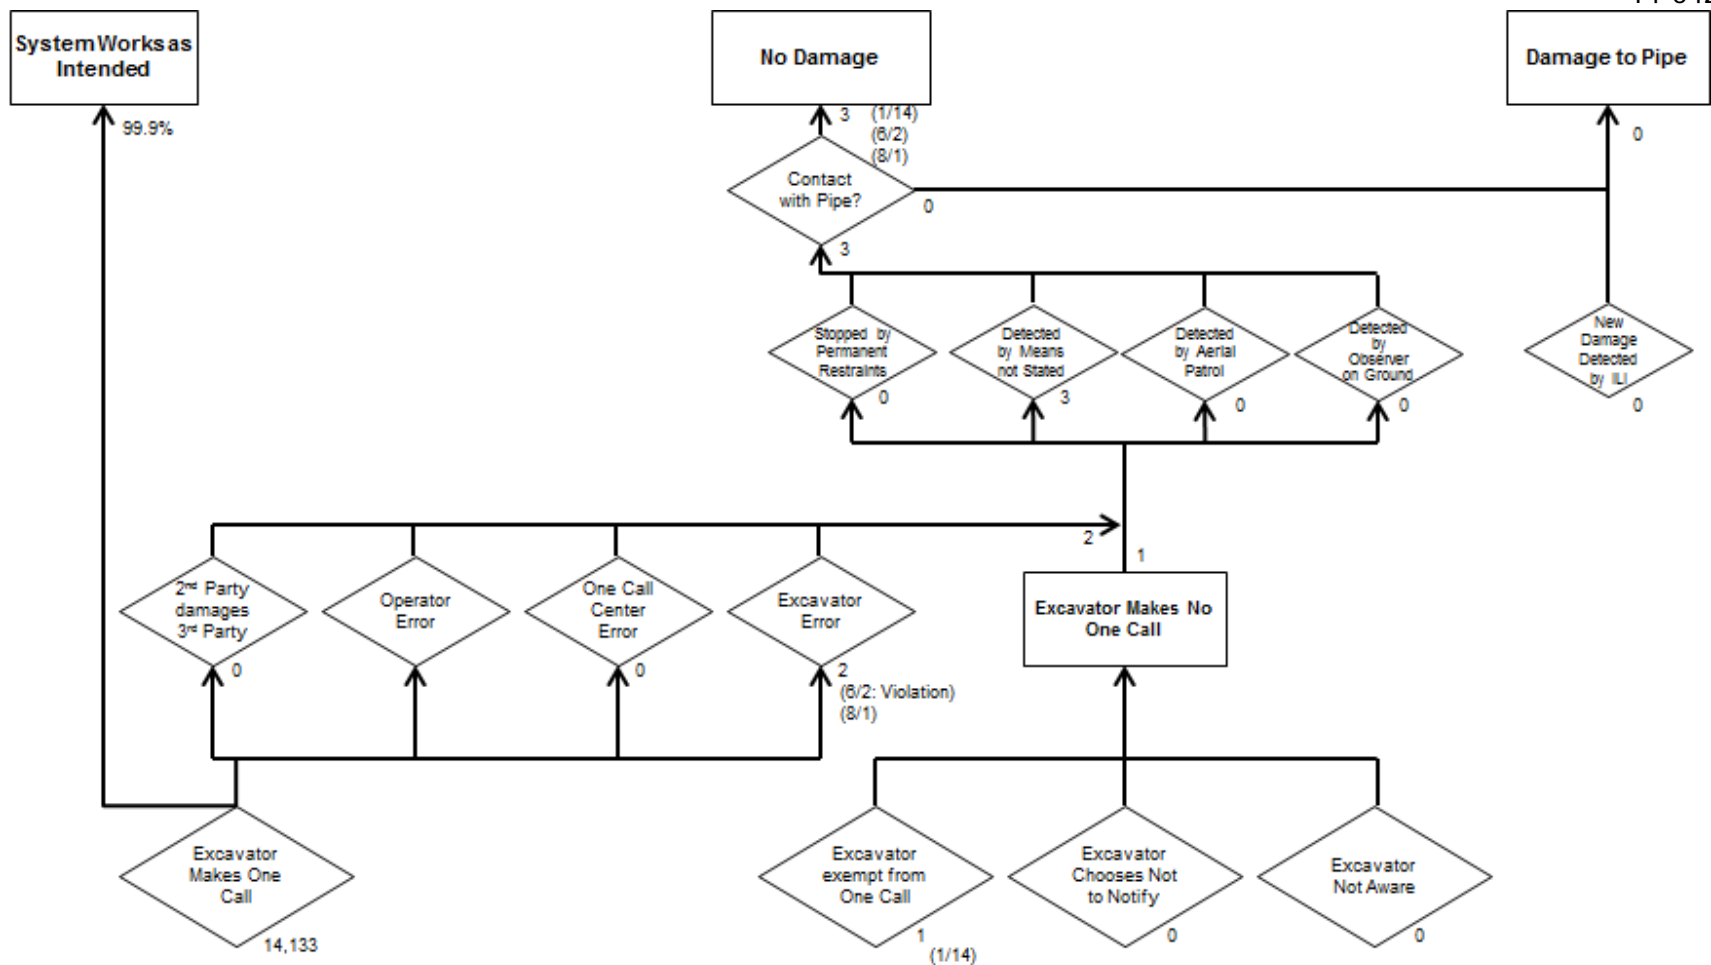 System Works as
Intended
No Damage
Damage to Pipe
99.9%
3
(1/14)
(6/2)
(8/1)
0
Contact
with Pipe?
0
3
Stopped by
Permanent
Restraints
0
Detected
by Means
not Stated
3
Detected
by Aerial
Patrol
0
Detected
by
Observer
on Ground
0
New
Damage
Detected
by ILI
0
2
1
2nd Party
damages
3rd Party
0
Operator
Error
One Call
Center
Error
0
Excavator
Error
2
(6/2: Violation)
(8/1)
Excavator Makes No
One Call
Excavator
Makes One
Call
14,133
Excavator
exempt from
One Call
1
(1/14)
Excavator
Chooses Not
to Notify
0
Excavator
Not Aware
0